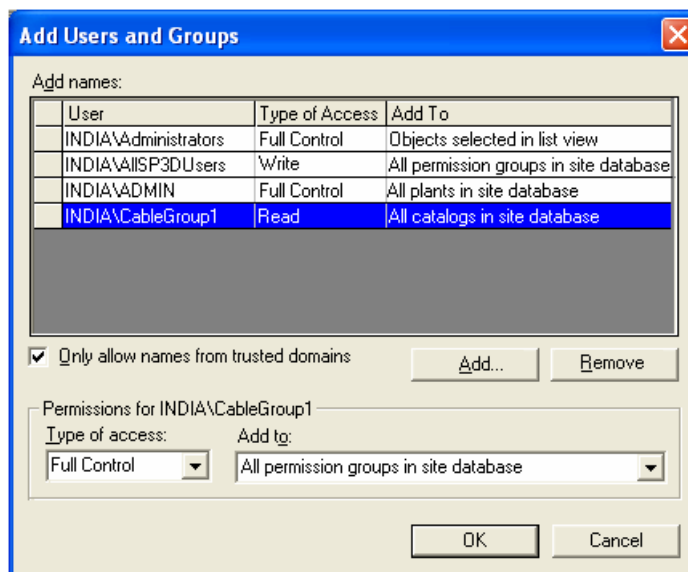 Add Users and Groups
Add names:
User Type of Access Add To
INDIA\Administrators Full Control Objects selected in list view
INDIA\AllSP3DUsers Write All permission groups in site database
INDIA\ADMIN Full Control All plants in site database
INDIA\CableGroup1 Read All catalogs in site database
Only allow names from trusted domains Add... Remove
Permissions for INDIA\CableGroup1
Type of access: Add to:
Full Control All permission groups in site database
OK Cancel